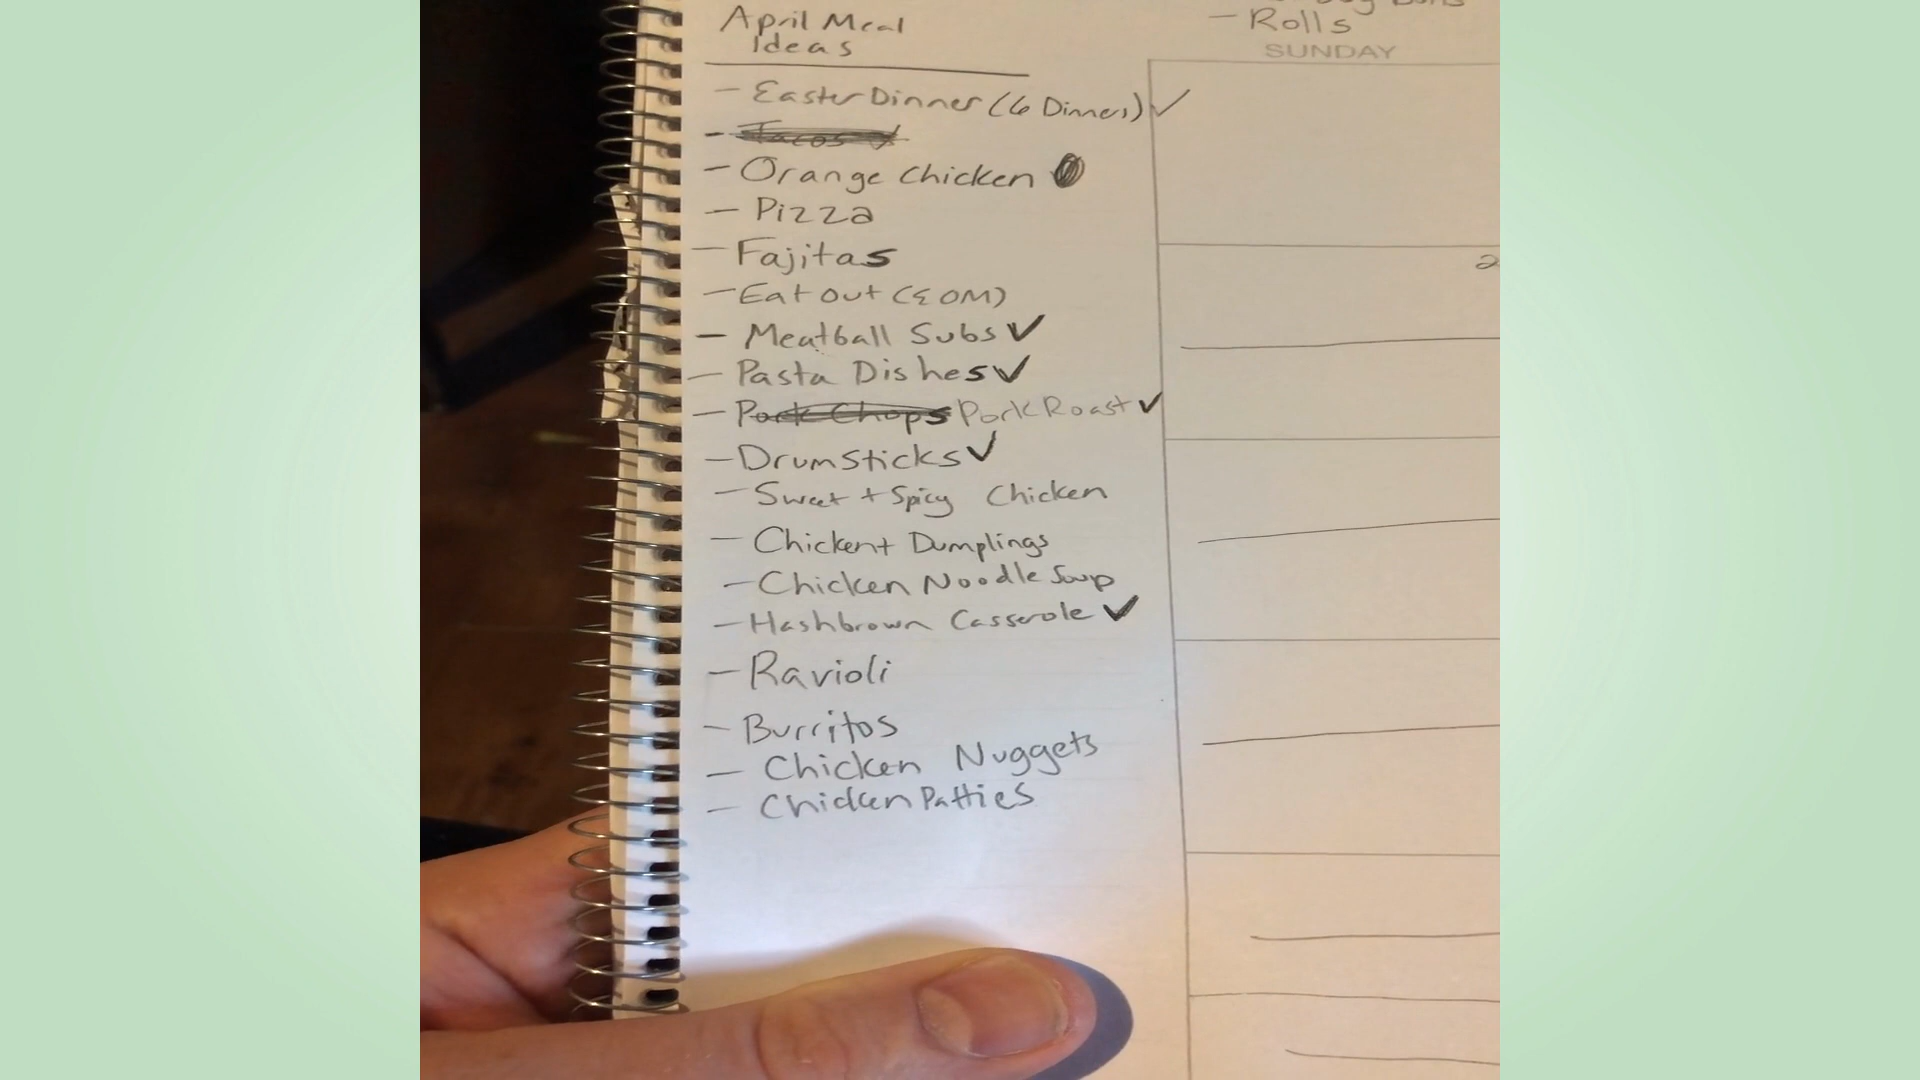 April Meal
Ideas
- Rolls
SUNDAY
- Easter Dinner (6 Dinners) ✓
- Tacos ✓
- Orange Chicken
- Pizza
- Fajitas
- Eat Out (EOM)
- Meatball Subs ✓
- Pasta Dishes ✓
- Pork Chops Pork Roast ✓
- Drumsticks ✓
- Sweet + Spicy Chicken
- Chicken + Dumplings
- Chicken Noodle Soup
- Hashbrown Casserole ✓
- Ravioli
- Burritos
- Chicken Nuggets
- Chicken Patties
2